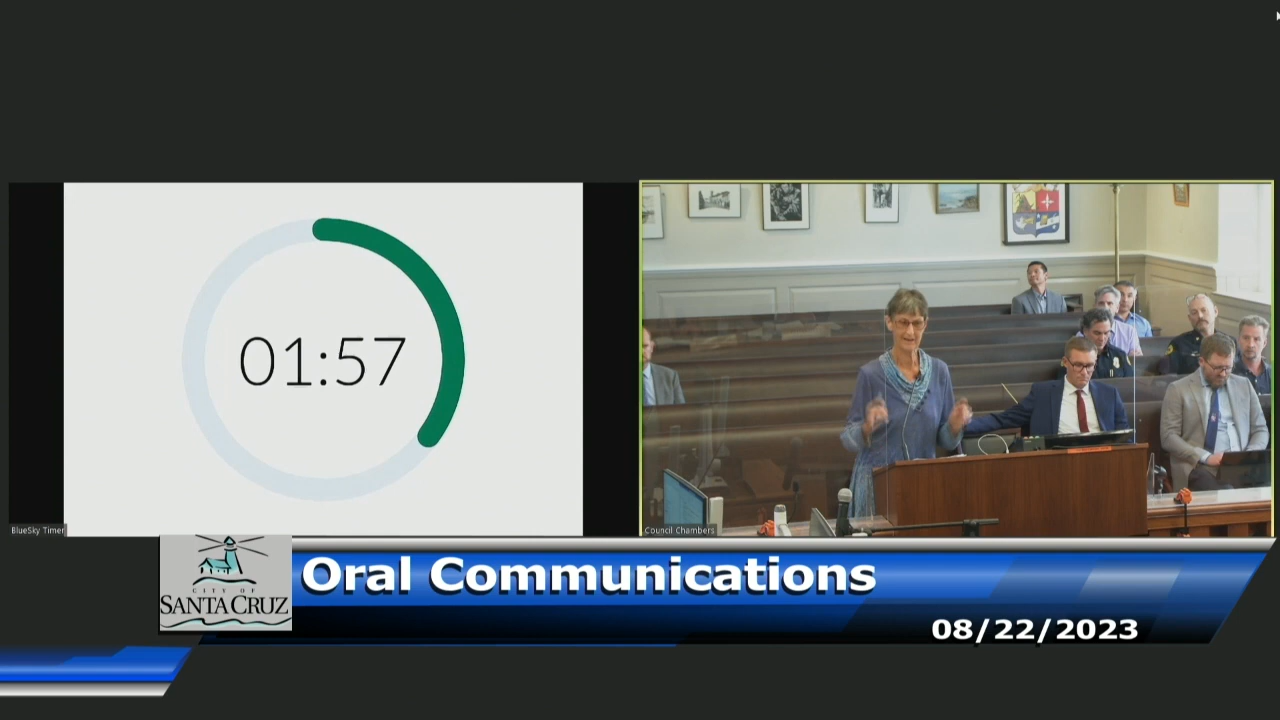 01:57
BlueSky Timer
Council Chambers
CITY OF
SANTA CRUZ
Oral Communications
08/22/2023